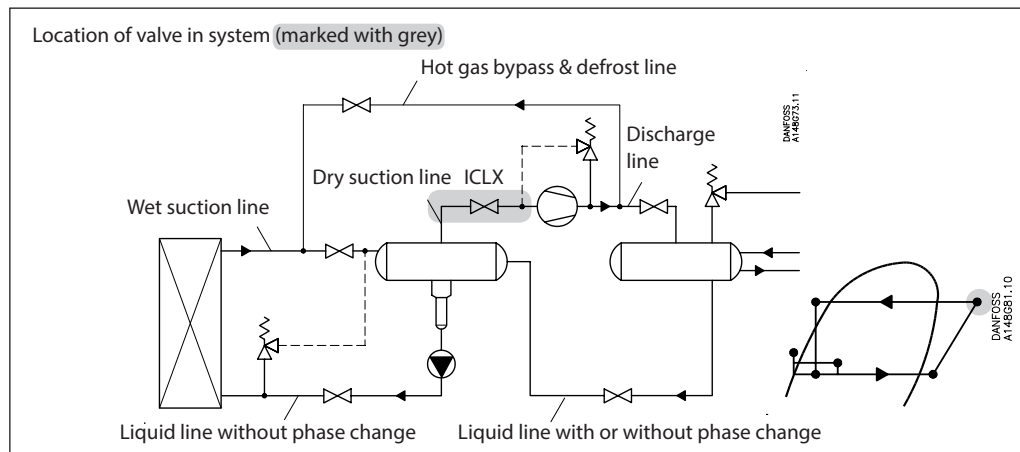 Location of valve in system (marked with grey)
Hot gas bypass & defrost line
DANFOSS
A148G73.11
Discharge
line
Dry suction line
ICLX
Wet suction line
DANFOSS
A148G81.10
Liquid line without phase change
Liquid line with or without phase change